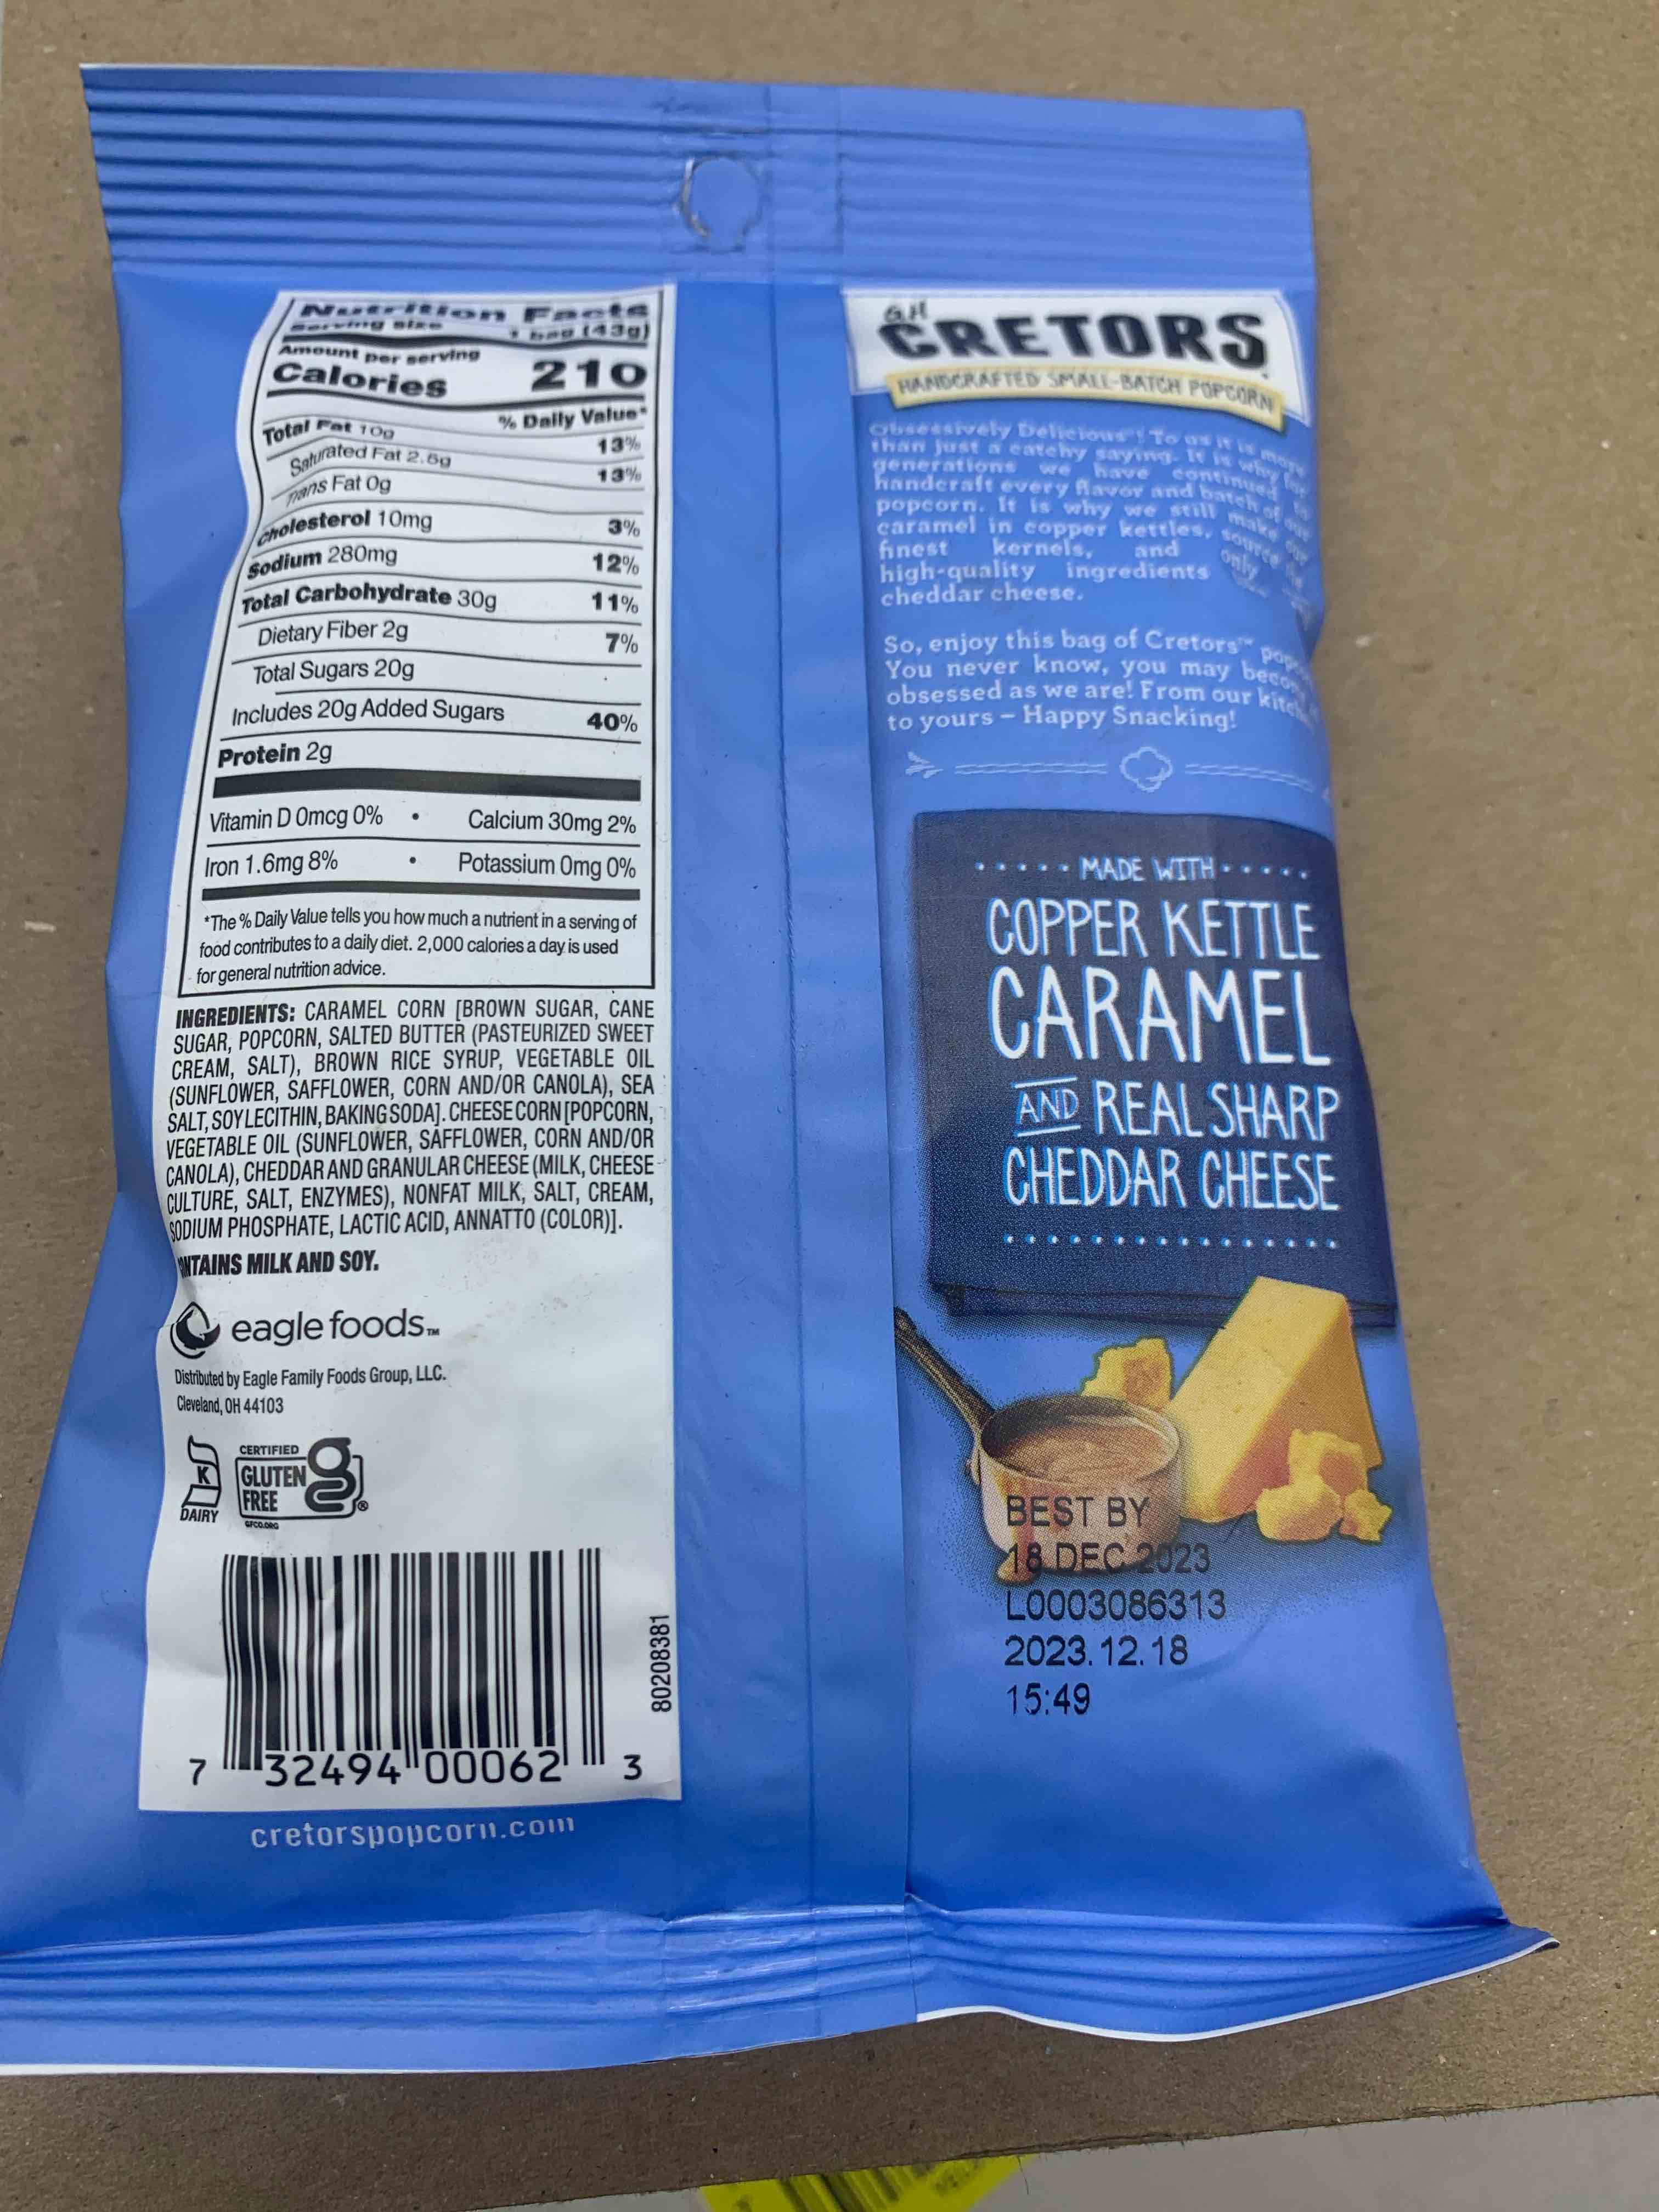 Nutrition Facts
Serving size 1 bag (43g)
Amount per serving
Calories 210
% Daily Value*
Total Fat 10g 13%
Saturated Fat 2.5g 13%
Trans Fat 0g
Cholesterol 10mg 3%
Sodium 280mg 12%
Total Carbohydrate 30g 11%
Dietary Fiber 2g 7%
Total Sugars 20g
Includes 20g Added Sugars 40%
Protein 2g
Vitamin D 0mcg 0% • Calcium 30mg 2%
Iron 1.6mg 8% • Potassium 0mg 0%
*The % Daily Value tells you how much a nutrient in a serving of
food contributes to a daily diet. 2,000 calories a day is used
for general nutrition advice.
INGREDIENTS: CARAMEL CORN [BROWN SUGAR, CANE
SUGAR, POPCORN, SALTED BUTTER (PASTEURIZED SWEET
CREAM, SALT), BROWN RICE SYRUP, VEGETABLE OIL
(SUNFLOWER, SAFFLOWER, CORN AND/OR CANOLA), SEA
SALT, SOY LECITHIN, BAKING SODA]. CHEESE CORN [POPCORN,
VEGETABLE OIL (SUNFLOWER, SAFFLOWER, CORN AND/OR
CANOLA), CHEDDAR AND GRANULAR CHEESE (MILK, CHEESE
CULTURE, SALT, ENZYMES), NONFAT MILK, SALT, CREAM,
SODIUM PHOSPHATE, LACTIC ACID, ANNATTO (COLOR)].
NTAINS MILK AND SOY.
eagle foods™
Distributed by Eagle Family Foods Group, LLC.
Cleveland, OH 44103
K
DAIRY
CERTIFIED
GLUTEN
FREE
g®
GFCO.ORG
80208381
7 32494 00062 3
cretorspopcorn.com
G.H.
CRETORS
HANDCRAFTED SMALL-BATCH POPCORN
Obsessively Delicious™! To us it is more
than just a catchy saying. It is why for
generations we have continued to
handcraft every flavor and batch of our
popcorn. It is why we still make our
caramel in copper kettles, source the
finest kernels, and only
high-quality ingredients
cheddar cheese.
So, enjoy this bag of Cretors™
You never know, you may
obsessed as we are! From our
to yours – Happy Snacking!
MADE WITH
COPPER KETTLE
CARAMEL
AND REAL SHARP
CHEDDAR CHEESE
BEST BY
18 DEC 2023
L0003086313
2023.12.18
15:49